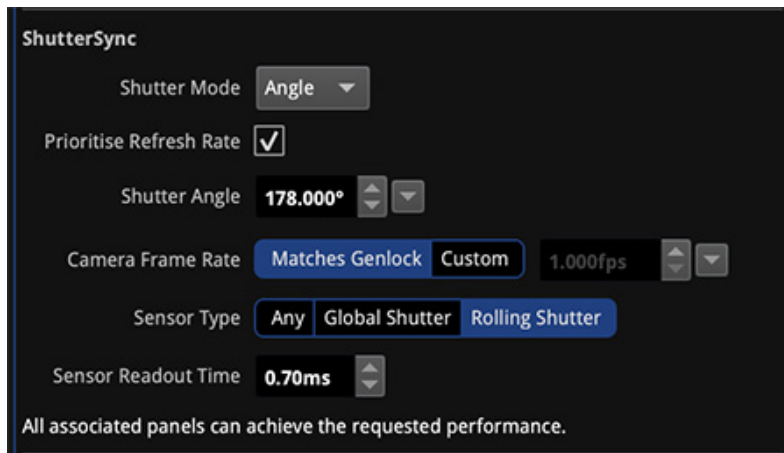 ShutterSync
Shutter Mode Angle
Prioritise Refresh Rate
Shutter Angle 178.000°
Camera Frame Rate Matches Genlock Custom 1.000fps
Sensor Type Any Global Shutter Rolling Shutter
Sensor Readout Time 0.70ms
All associated panels can achieve the requested performance.